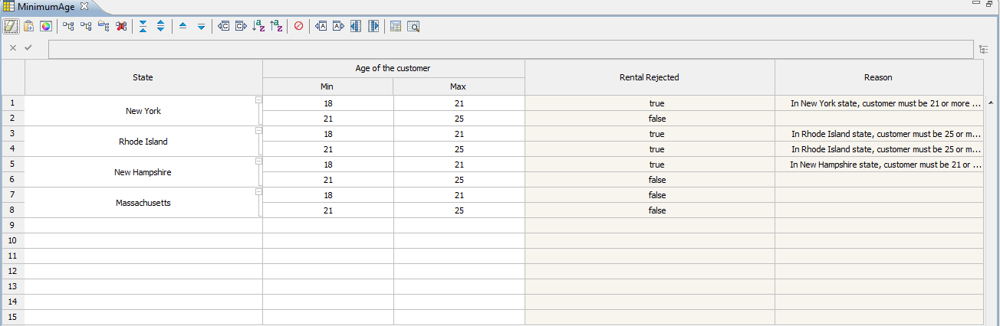 MinimumAge
State Age of the customer Rental Rejected Reason
Min Max
1 New York 18 21 true In New York state, customer must be 21 or more ...
2 21 25 false
3 Rhode Island 18 21 true In Rhode Island state, customer must be 25 or m...
4 21 25 true In Rhode Island state, customer must be 25 or m...
5 New Hampshire 18 21 true In New Hampshire state, customer must be 21 or ...
6 21 25 false
7 Massachusetts 18 21 false
8 21 25 false
9
10
11
12
13
14
15